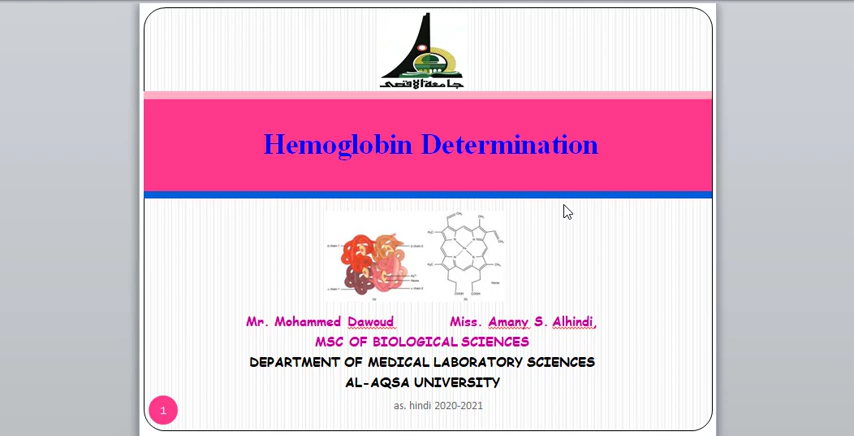 جامعة الأقصى
Hemoglobin Determination
Mr. Mohammed Dawoud Miss. Amany S. Alhindi,
MSC OF BIOLOGICAL SCIENCES
DEPARTMENT OF MEDICAL LABORATORY SCIENCES
AL-AQSA UNIVERSITY
1
as. hindi 2020-2021